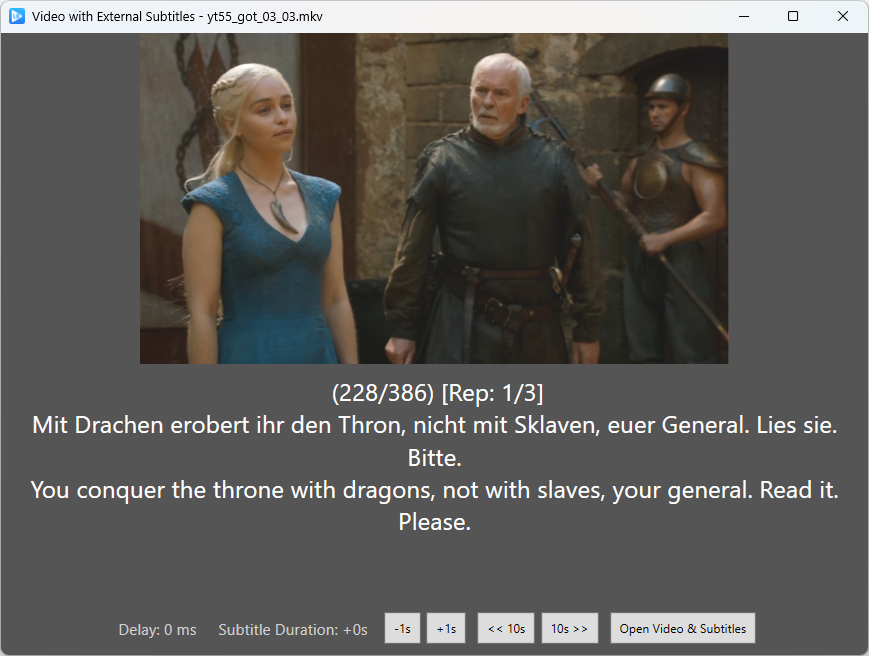 Video with External Subtitles - yt55_got_03_03.mkv
(228/386) [Rep: 1/3]
Mit Drachen erobert ihr den Thron, nicht mit Sklaven, euer General. Lies sie.
Bitte.
You conquer the throne with dragons, not with slaves, your general. Read it.
Please.
Delay: 0 ms Subtitle Duration: +0s -1s +1s << 10s 10s >> Open Video & Subtitles